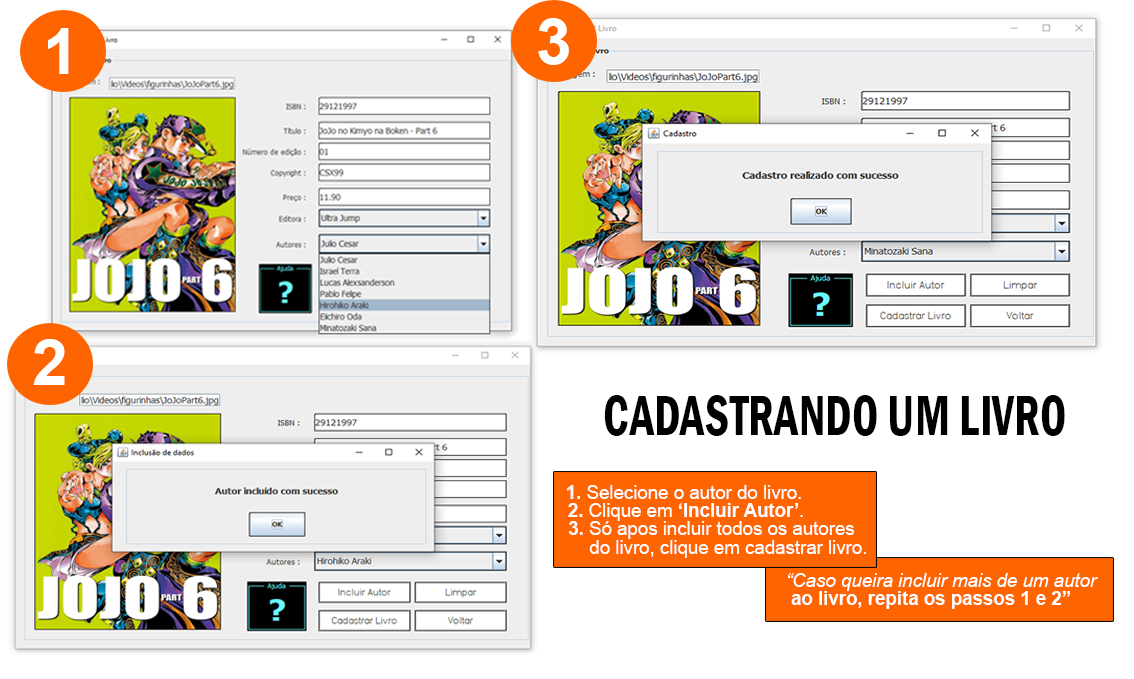 1
ivro
lio\Videos\figurinhas\JoJoPart6.jpg
ISBN :
29121997
Título :
JoJo no Kimyo na Boken - Part 6
Número de edição :
01
Copyright :
CSX99
Preço :
11.90
Editora :
Ultra Jump
Autores :
Julio Cesar
Julio Cesar
Israel Terra
Lucas Alexsanderson
Pablo Felipe
Hirohiko Araki
Eiichiro Oda
Minatozaki Sana
Ajuda
?
JOJO PART 6
2
lio\Videos\figurinhas\JoJoPart6.jpg
ISBN :
29121997
rt 6
Inclusão de dados
Autor incluído com sucesso
OK
Autores :
Hirohiko Araki
Ajuda
?
Incluir Autor
Limpar
Cadastrar Livro
Voltar
JOJO PART 6
3
Livro
vro
gem :
lio\Videos\figurinhas\JoJoPart6.jpg
ISBN :
29121997
rt 6
Cadastro
Cadastro realizado com sucesso
OK
Autores :
Minatozaki Sana
Ajuda
?
Incluir Autor
Limpar
Cadastrar Livro
Voltar
JOJO PART 6
CADASTRANDO UM LIVRO
1. Selecione o autor do livro.
2. Clique em ‘Incluir Autor’.
3. Só apos incluir todos os autores
do livro, clique em cadastrar livro.
“Caso queira incluir mais de um autor
ao livro, repita os passos 1 e 2”